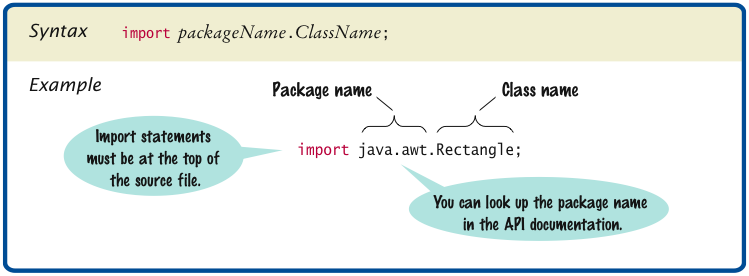 Syntax import packageName.ClassName;
Example
Package name Class name
Import statements
must be at the top of
the source file.
import java.awt.Rectangle;
You can look up the package name
in the API documentation.